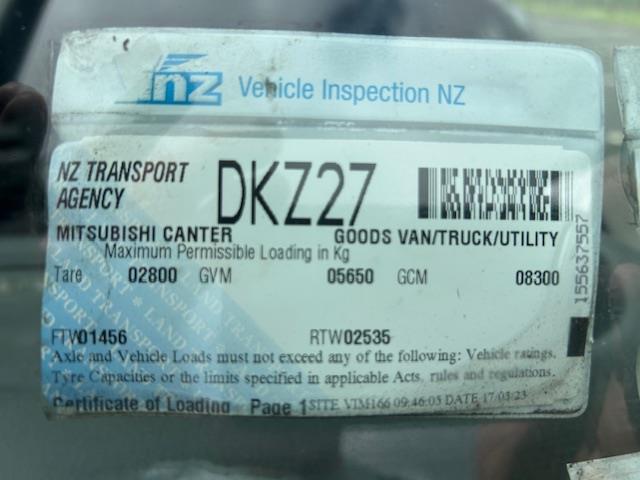 nz Vehicle Inspection NZ
NZ TRANSPORT AGENCY
DKZ27
MITSUBISHI CANTER GOODS VAN/TRUCK/UTILITY
Maximum Permissible Loading in Kg
Tare 02800 GVM 05650 GCM 08300
155637557
FTW01456 RTW02535
Axle and Vehicle Loads must not exceed any of the following: Vehicle ratings.
Tyre Capacities or the limits specified in applicable Acts, rules and regulations.
Certificate of Loading Page 1 SITE VIM166 09:46:05 DATE 17.05.23